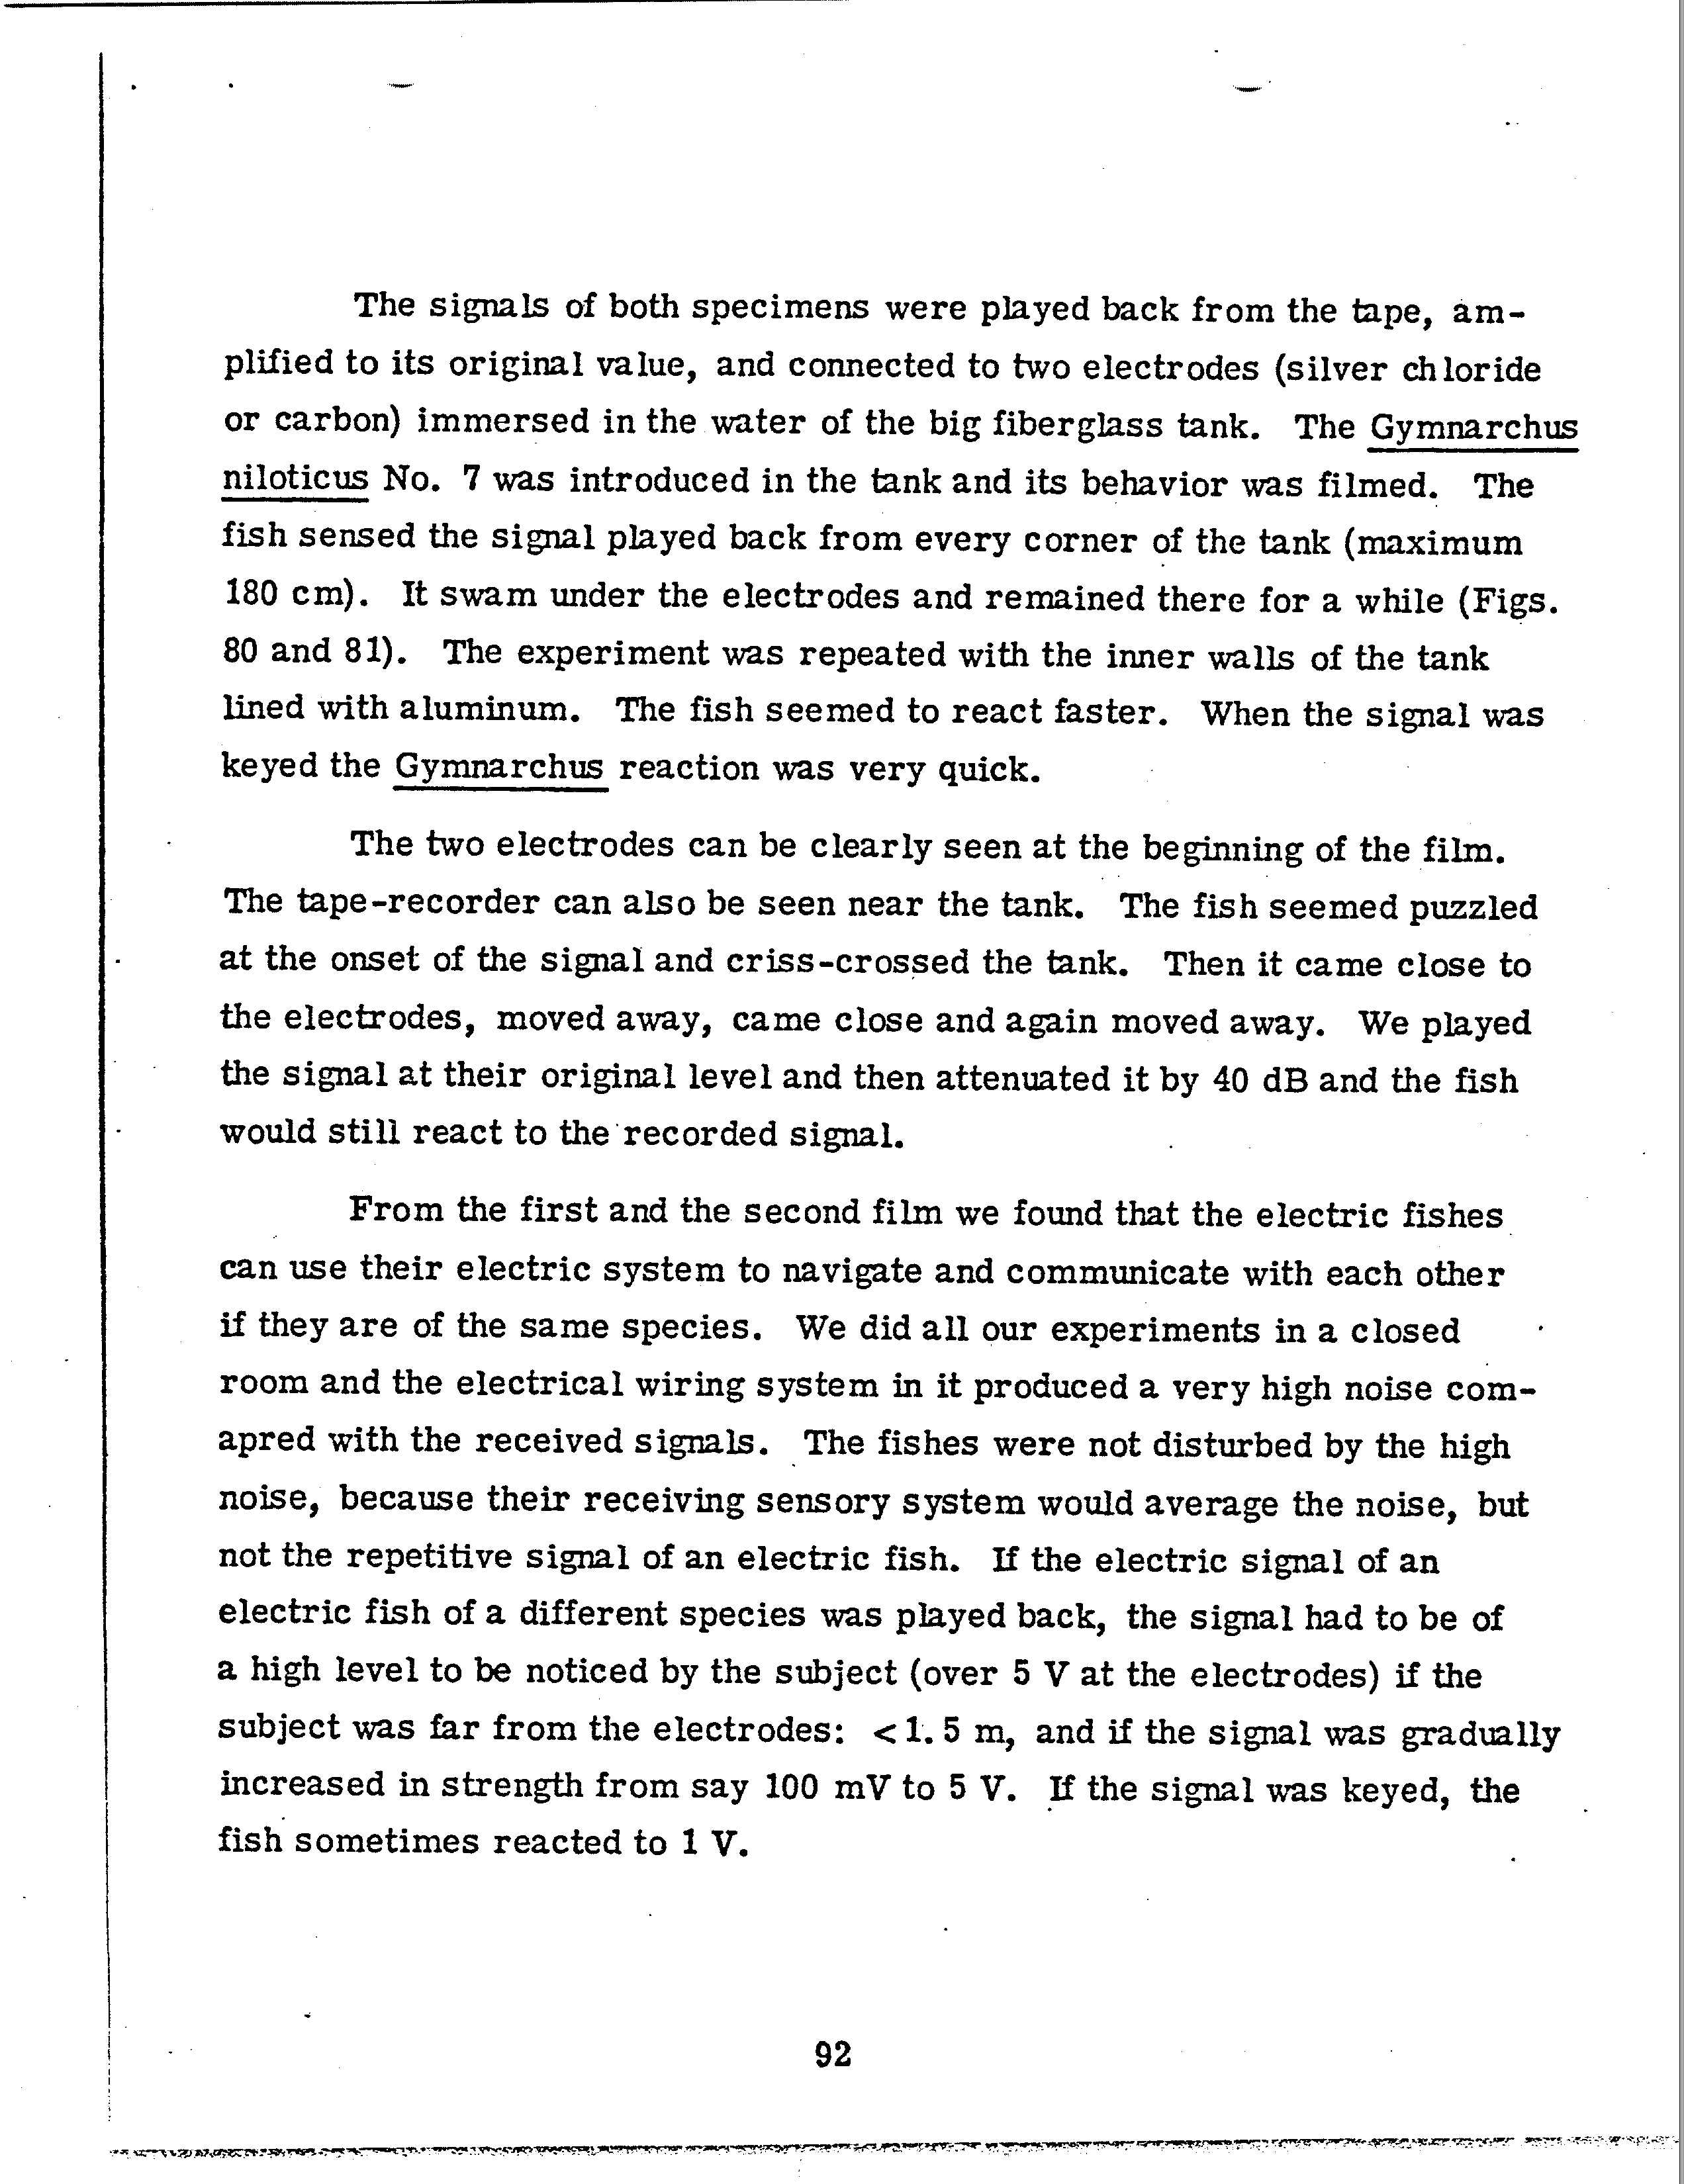 The signals of both specimens were played back from the tape, am-
plified to its original value, and connected to two electrodes (silver chloride
or carbon) immersed in the water of the big fiberglass tank. The Gymnarchus
niloticus No. 7 was introduced in the tank and its behavior was filmed. The
fish sensed the signal played back from every corner of the tank (maximum
180 cm). It swam under the electrodes and remained there for a while (Figs.
80 and 81). The experiment was repeated with the inner walls of the tank
lined with aluminum. The fish seemed to react faster. When the signal was
keyed the Gymnarchus reaction was very quick.
The two electrodes can be clearly seen at the beginning of the film.
The tape-recorder can also be seen near the tank. The fish seemed puzzled
at the onset of the signal and criss-crossed the tank. Then it came close to
the electrodes, moved away, came close and again moved away. We played
the signal at their original level and then attenuated it by 40 dB and the fish
would still react to the recorded signal.
From the first and the second film we found that the electric fishes
can use their electric system to navigate and communicate with each other
if they are of the same species. We did all our experiments in a closed
room and the electrical wiring system in it produced a very high noise com-
apred with the received signals. The fishes were not disturbed by the high
noise, because their receiving sensory system would average the noise, but
not the repetitive signal of an electric fish. If the electric signal of an
electric fish of a different species was played back, the signal had to be of
a high level to be noticed by the subject (over 5 V at the electrodes) if the
subject was far from the electrodes: < 1. 5 m, and if the signal was gradually
increased in strength from say 100 mV to 5 V. If the signal was keyed, the
fish sometimes reacted to 1 V.
92